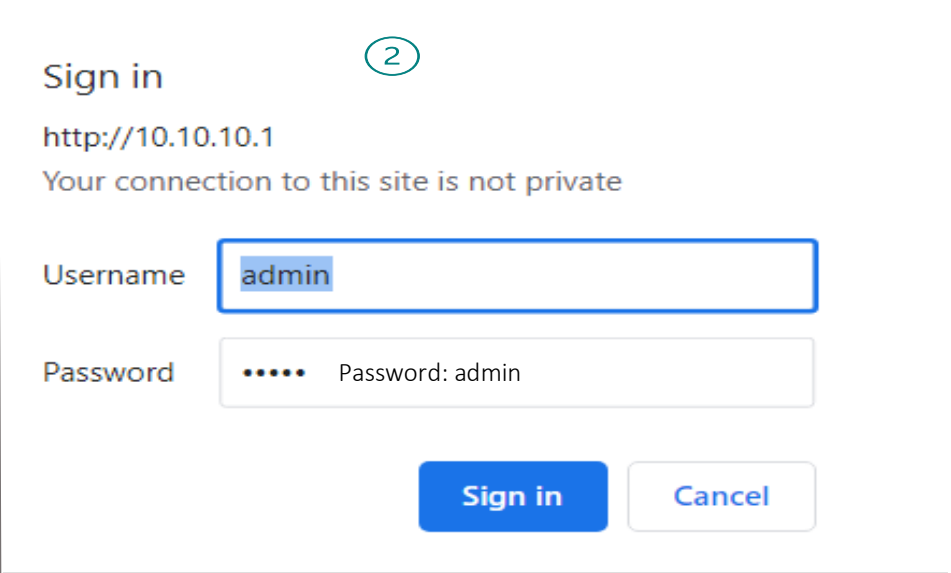 2
Sign in
http://10.10.10.1
Your connection to this site is not private
Username admin
Password ••••• Password: admin
Sign in Cancel